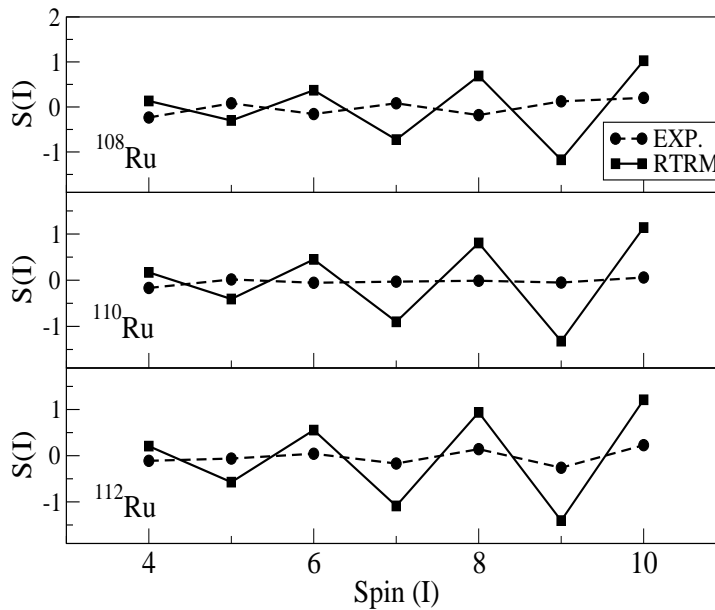 2
1
0
-1
S(I)
108Ru
EXP.
RTRM
1
0
-1
S(I)
110Ru
1
0
-1
S(I)
112Ru
4
6
8
10
Spin (I)